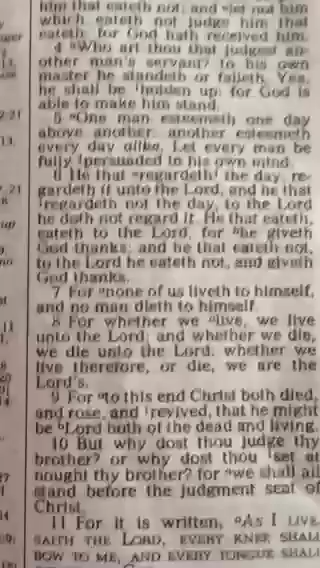 him that eateth not; and let not him
which eateth not judge him that
eateth: for God hath received him.
4 Who art thou that judgest an-
other man's servant? to his own
master he standeth or falleth. Yea,
he shall be holden up: for God is
able to make him stand.
5 One man esteemeth one day
above another: another esteemeth
every day alike. Let every man be
fully persuaded in his own mind.
6 He that regardeth the day, re-
gardeth it unto the Lord; and he that
regardeth not the day, to the Lord
he doth not regard it. He that eateth,
eateth to the Lord, for he giveth
God thanks; and he that eateth not,
to the Lord he eateth not, and giveth
God thanks.
7 For none of us liveth to himself,
and no man dieth to himself.
8 For whether we live, we live
unto the Lord; and whether we die,
we die unto the Lord: whether we
live therefore, or die, we are the
Lord's.
9 For to this end Christ both died,
and rose, and revived, that he might
be Lord both of the dead and living.
10 But why dost thou judge thy
brother? or why dost thou set at
nought thy brother? for we shall all
stand before the judgment seat of
Christ.
11 For it is written, As I LIVE,
SAITH THE LORD, EVERY KNEE SHALL
BOW TO ME, AND EVERY TONGUE SHALL